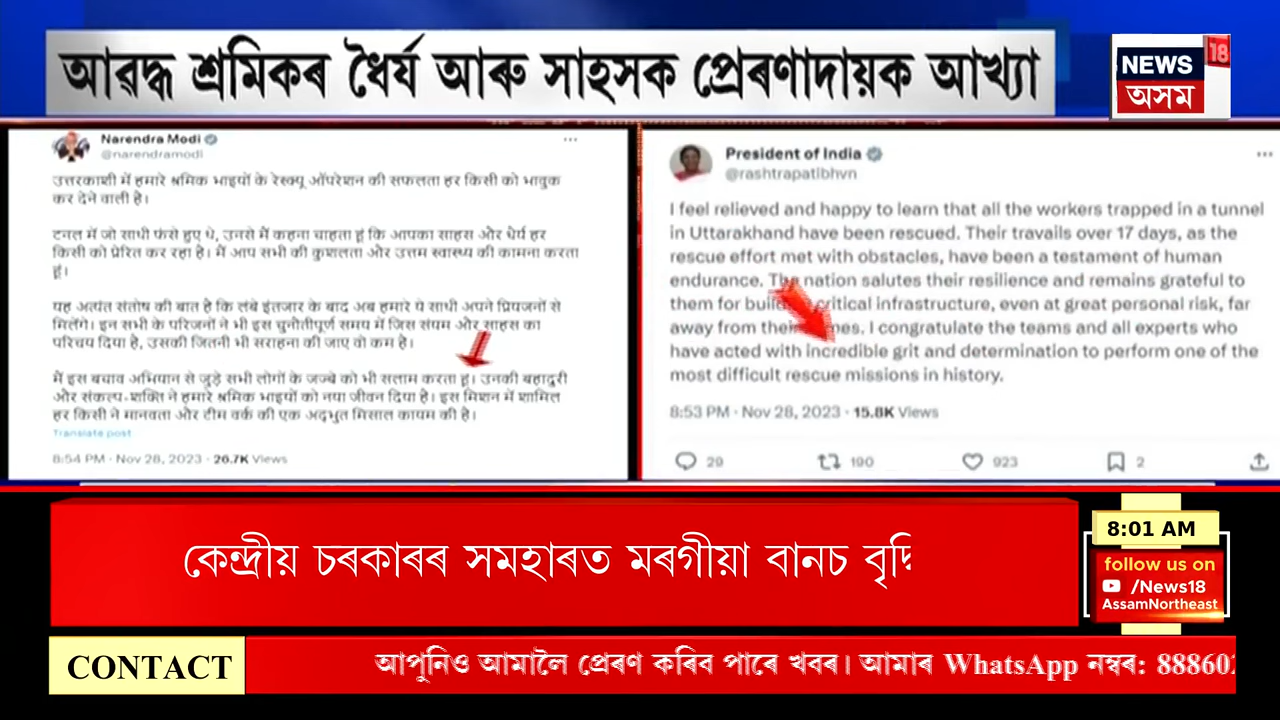 আৱদ্ধ শ্ৰমিকৰ ধৈৰ্য আৰু সাহসক প্ৰেৰণাদায়ক আখ্যা
NEWS 18
অসম
Narendra Modi
@narendramodi
उत्तरकाशी में हमारे श्रमिक भाइयों के रेस्क्यू ऑपरेशन की सफलता हर किसी को भावुक
कर देने वाली है।
टनल में जो साथी फंसे हुए थे, उनसे मैं कहना चाहता हूं कि आपका साहस और धैर्य हर
किसी को प्रेरित कर रहा है। मैं आप सभी की कुशलता और उत्तम स्वास्थ्य की कामना करता
हूं।
यह अत्यंत संतोष की बात है कि लंबे इंतजार के बाद अब हमारे ये साथी अपने प्रियजनों से
मिलेंगे। इन सभी के परिजनों ने भी इस चुनौतीपूर्ण समय में जिस संयम और साहस का
परिचय दिया है, उसकी जितनी भी सराहना की जाए वो कम है।
मैं इस बचाव अभियान से जुड़े सभी लोगों के जज्बे को भी सलाम करता हूं। उनकी बहादुरी
और संकल्प-शक्ति ने हमारे श्रमिक भाइयों को नया जीवन दिया है। इस मिशन में शामिल
हर किसी ने मानवता और टीम वर्क की एक अद्भुत मिसाल कायम की है।
Translate post
8:54 PM · Nov 28, 2023 · 26.7K Views
President of India
@rashtrapatibhvn
I feel relieved and happy to learn that all the workers trapped in a tunnel
in Uttarakhand have been rescued. Their travails over 17 days, as the
rescue effort met with obstacles, have been a testament of human
endurance. The nation salutes their resilience and remains grateful to
them for critical infrastructure, even at great personal risk, far
away from their I congratulate the teams and all experts who
have acted with incredible grit and determination to perform one of the
most difficult rescue missions in history.
8:53 PM · Nov 28, 2023 · 15.8K Views
29 190 923 2
কেন্দ্ৰীয় চৰকাৰৰ সমহাৰত মৰগীয়া বানচ
8:01 AM
follow us on
/News18
AssamNortheast
CONTACT
আপুনিও আমালৈ প্ৰেৰণ কৰিব পাৰে খবৰ। আমাৰ WhatsApp নম্বৰ: 88860